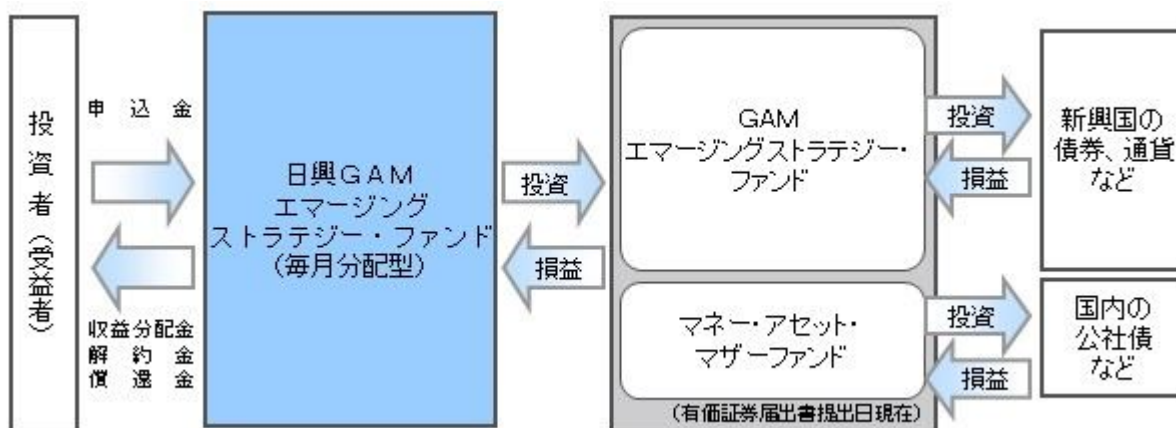 投資者（受益者）
申込金
収益分配金
解約金
償還金
日興GAM
エマージング
ストラテジー・ファンド
（毎月分配型）
投資
損益
GAM
エマージングストラテジー・
ファンド
マネー・アセット・
マザーファンド
（有価証券届出書提出日現在）
投資
損益
新興国の
債券、通貨
など
投資
損益
国内の
公社債
など